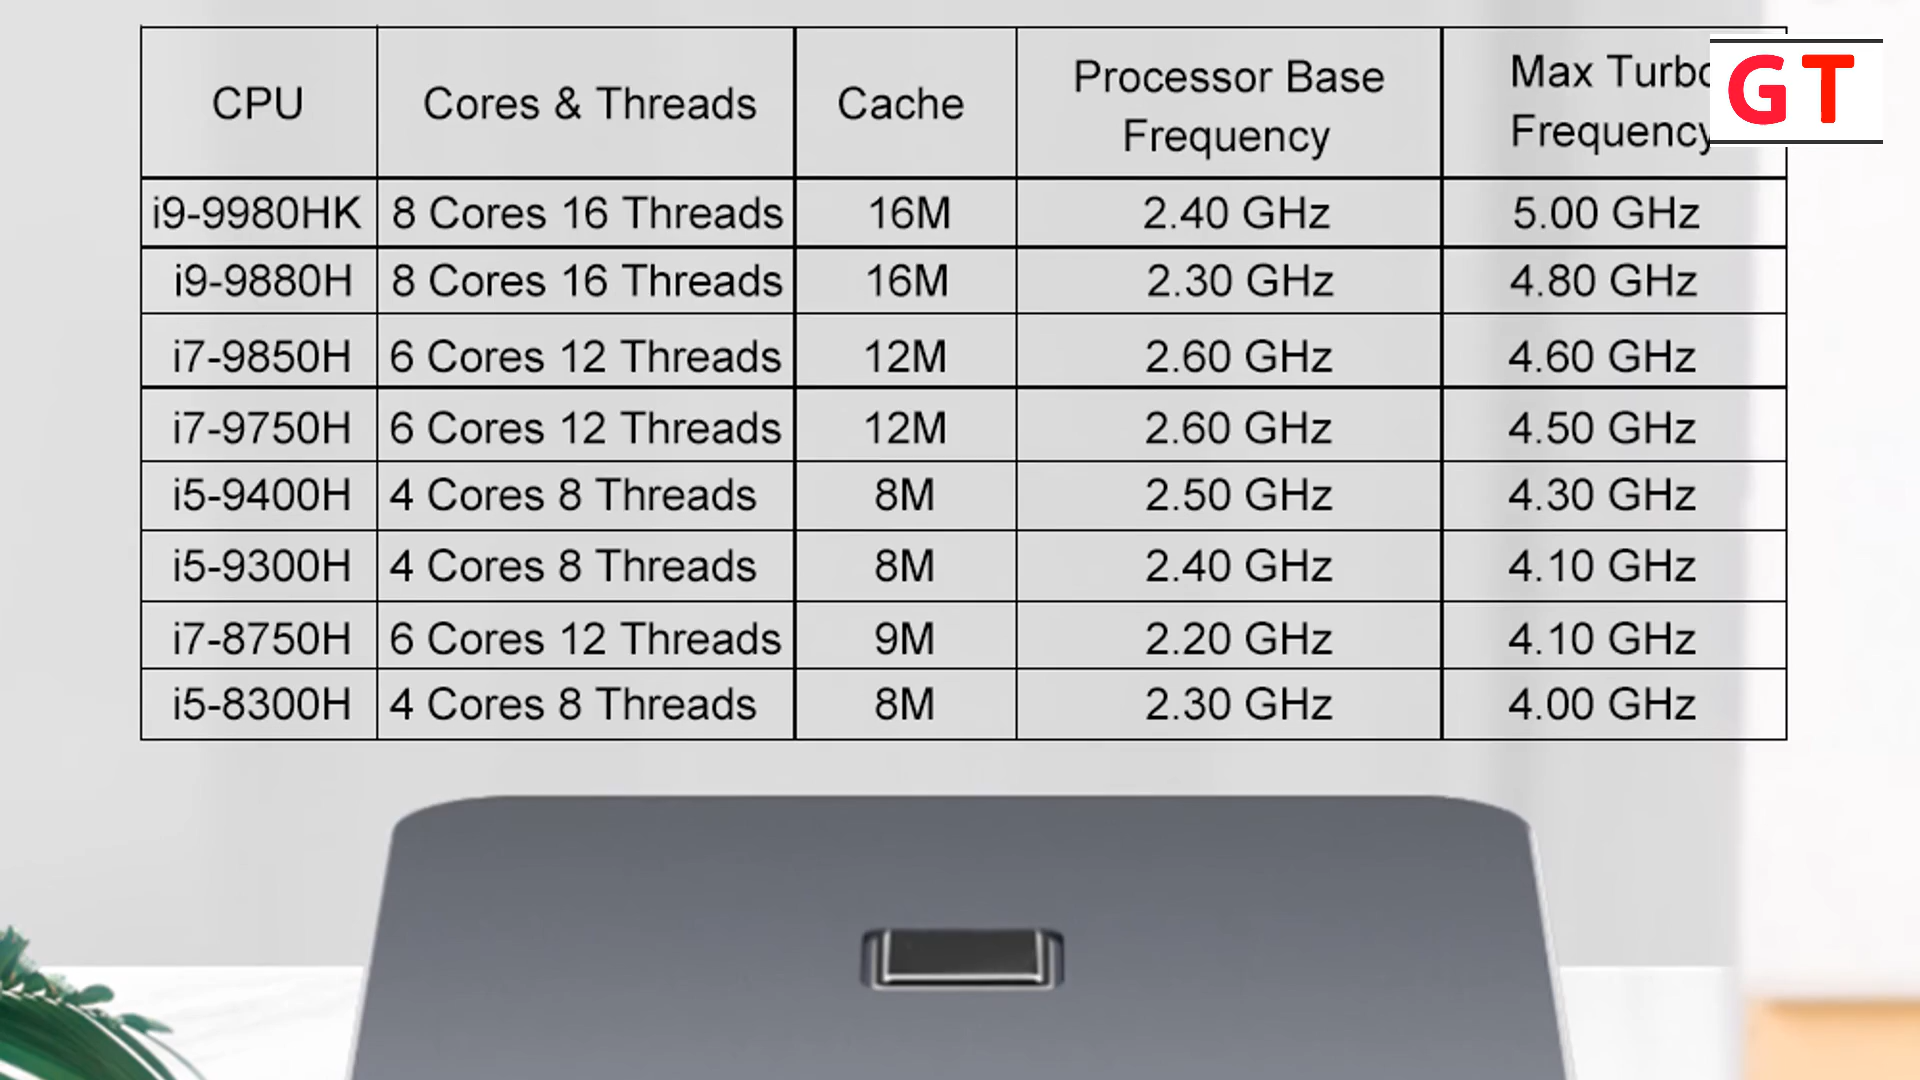 CPU Cores & Threads Cache Processor Base Frequency Max Turbo Frequency
GT
i9-9980HK 8 Cores 16 Threads 16M 2.40 GHz 5.00 GHz
i9-9880H 8 Cores 16 Threads 16M 2.30 GHz 4.80 GHz
i7-9850H 6 Cores 12 Threads 12M 2.60 GHz 4.60 GHz
i7-9750H 6 Cores 12 Threads 12M 2.60 GHz 4.50 GHz
i5-9400H 4 Cores 8 Threads 8M 2.50 GHz 4.30 GHz
i5-9300H 4 Cores 8 Threads 8M 2.40 GHz 4.10 GHz
i7-8750H 6 Cores 12 Threads 9M 2.20 GHz 4.10 GHz
i5-8300H 4 Cores 8 Threads 8M 2.30 GHz 4.00 GHz